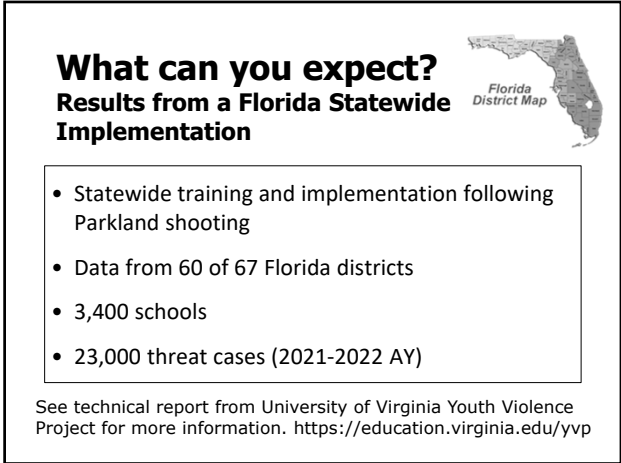 What can you expect?
Results from a Florida Statewide
Implementation
Florida
District Map
• Statewide training and implementation following
Parkland shooting
• Data from 60 of 67 Florida districts
• 3,400 schools
• 23,000 threat cases (2021-2022 AY)
See technical report from University of Virginia Youth Violence
Project for more information. https://education.virginia.edu/yvp